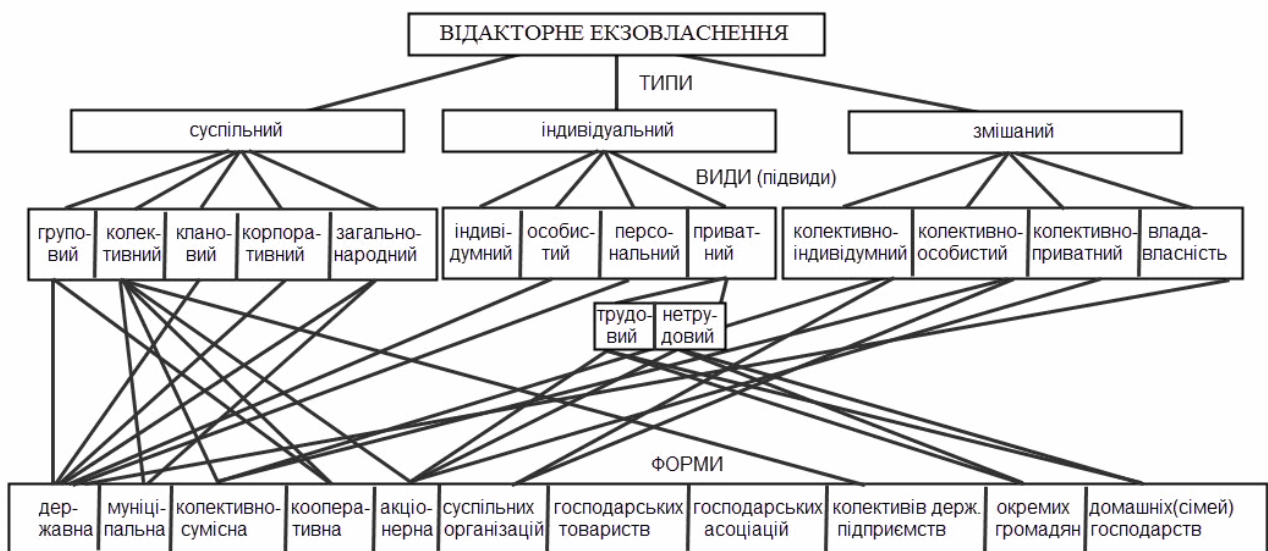 ВІДАКТОРНЕ ЕКЗОВЛАСНЕННЯ
ТИПИ
суспільний
індивідуальний
змішаний
ВИДИ (підвиди)
групо-
вий
колек-
тивний
клано-
вий
корпора-
тивний
загально-
народний
індиві-
думний
особис-
тий
персо-
нальний
приват-
ний
колективно-
індивідумний
колективно-
особистий
колективно-
приватний
влада-
власність
трудо-
вий
нетру-
довий
ФОРМИ
дер-
жавна
муніці-
пальна
колективно-
сумісна
коопера-
тивна
акціо-
нерна
суспільних
організацій
господарських
товариств
господарських
асоціацій
колективів держ.
підприємств
окремих
громадян
домашніх(сімей)
господарств